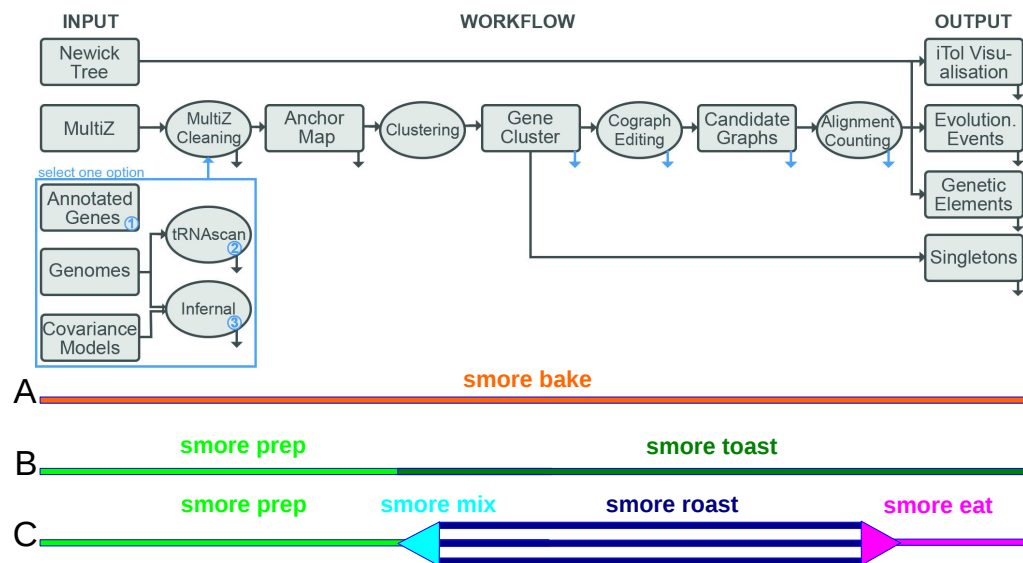 INPUT WORKFLOW OUTPUT
Newick
Tree
iTol Visu-
alisation
MultiZ
MultiZ
Cleaning
Anchor
Map
Clustering
Gene
Cluster
Cograph
Editing
Candidate
Graphs
Alignment
Counting
Evolution.
Events
select one option
Annotated
Genes
1
tRNAscan
2
Genomes
Infernal
3
Covariance
Models
Genetic
Elements
Singletons
A smore bake
B smore prep smore toast
C smore prep smore mix smore roast smore eat